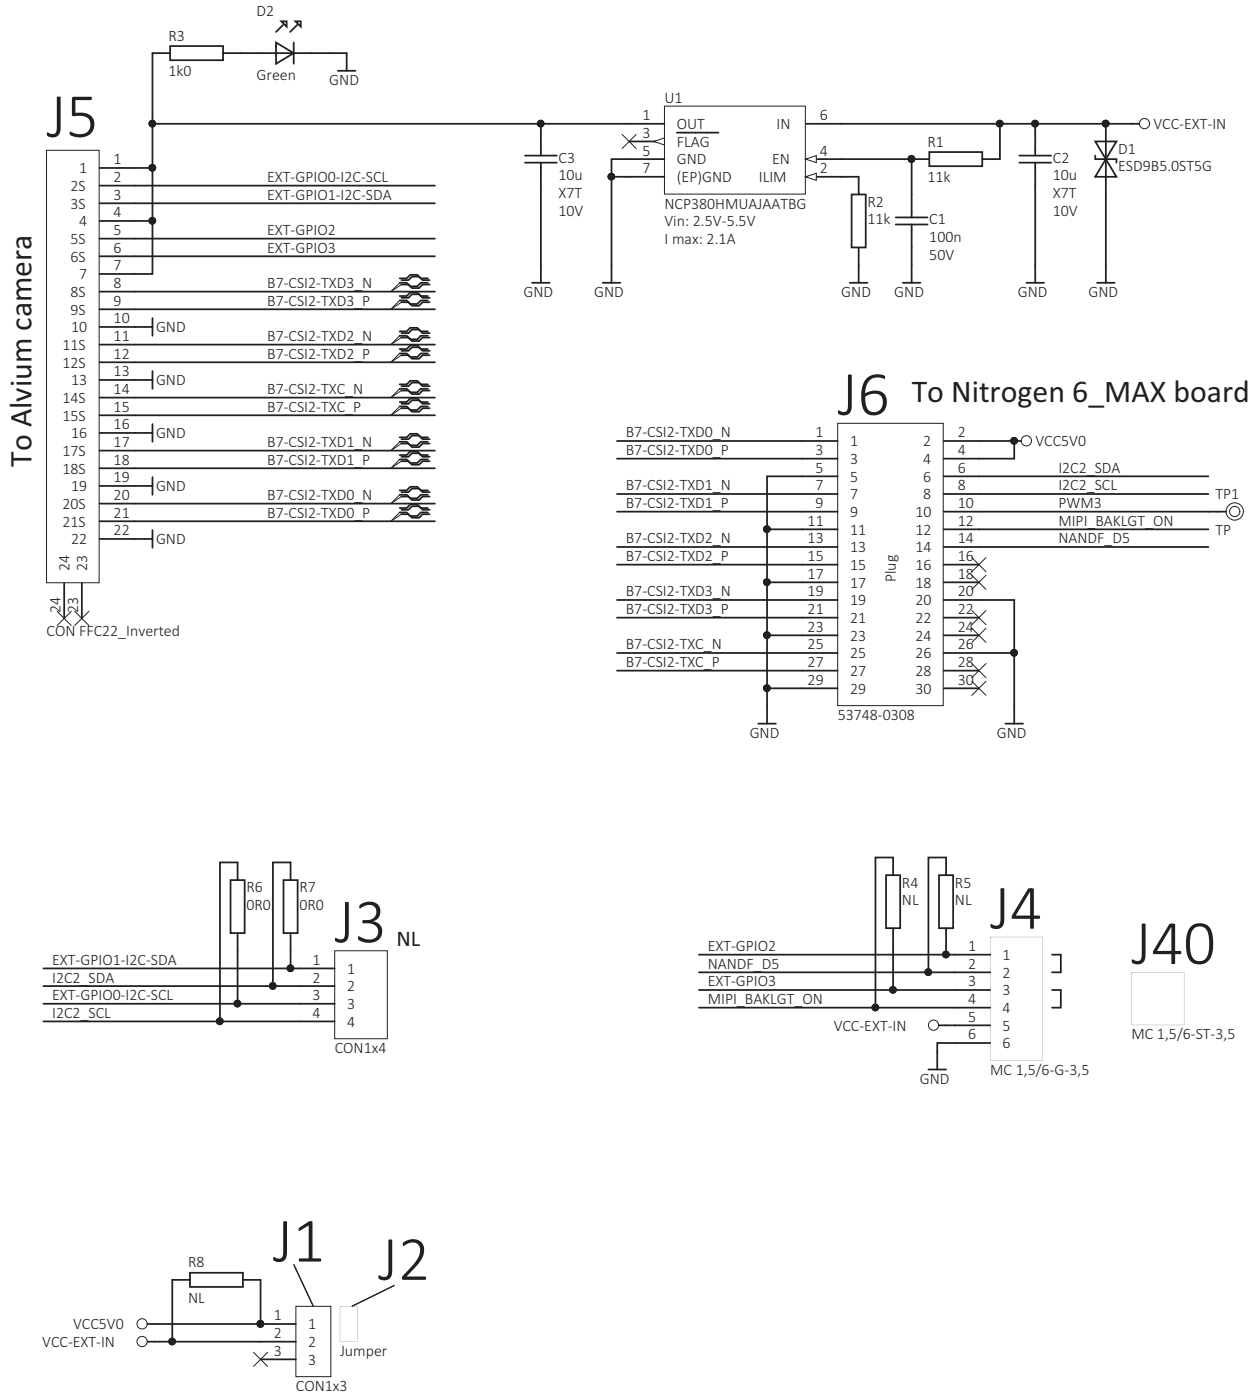 D2
R3
1k0
Green
GND
J5
To Alvium camera
1 1
2S 2 EXT-GPIO0-I2C-SCL
3S 3 EXT-GPIO1-I2C-SDA
4 4
5S 5 EXT-GPIO2
6S 6 EXT-GPIO3
7 7
8S 8 B7-CSI2-TXD3_N
9S 9 B7-CSI2-TXD3_P
10 10 GND
11S 11 B7-CSI2-TXD2_N
12S 12 B7-CSI2-TXD2_P
13 13 GND
14S 14 B7-CSI2-TXC_N
15S 15 B7-CSI2-TXC_P
16 16 GND
17S 17 B7-CSI2-TXD1_N
18S 18 B7-CSI2-TXD1_P
19 19 GND
20S 20 B7-CSI2-TXD0_N
21S 21 B7-CSI2-TXD0_P
22 22 GND
24 23
24 23
CON FFC22_Inverted
U1
1 OUT IN 6
3 FLAG
5 GND EN 4
7 (EP)GND ILIM 2
NCP380HMUAJAATBG
Vin: 2.5V-5.5V
I max: 2.1A
C3
10u
X7T
10V
GND
GND
R1
11k
R2
11k
GND
C1
100n
50V
GND
C2
10u
X7T
10V
GND
VCC-EXT-IN
D1
ESD9B5.0ST5G
GND
J6 To Nitrogen 6_MAX board
B7-CSI2-TXD0_N 1 1 2 2 VCC5V0
B7-CSI2-TXD0_P 3 3 4 4
5 5 6 6 I2C2_SDA
B7-CSI2-TXD1_N 7 7 8 8 I2C2_SCL
B7-CSI2-TXD1_P 9 9 10 10 PWM3 TP1
11 11 12 12 MIPI_BAKLGT_ON TP
B7-CSI2-TXD2_N 13 13 14 14 NANDF_D5
B7-CSI2-TXD2_P 15 15 16 16
17 17 18 18
B7-CSI2-TXD3_N 19 19 20 20
B7-CSI2-TXD3_P 21 21 22 22
23 23 24 24
B7-CSI2-TXC_N 25 25 26 26
B7-CSI2-TXC_P 27 27 28 28
29 29 30 30
Plug
53748-0308
GND
GND
R6
0R0
R7
0R0
J3 NL
EXT-GPIO1-I2C-SDA 1 1
I2C2_SDA 2 2
EXT-GPIO0-I2C-SCL 3 3
I2C2_SCL 4 4
CON1x4
R4
NL
R5
NL
J4
EXT-GPIO2 1 1
NANDF_D5 2 2
EXT-GPIO3 3 3
MIPI_BAKLGT_ON 4 4
VCC-EXT-IN 5 5
6 6
GND
MC 1,5/6-G-3,5
J40
MC 1,5/6-ST-3,5
J1
J2
R8
NL
VCC5V0 1 1
VCC-EXT-IN 2 2
3 3
Jumper
CON1x3